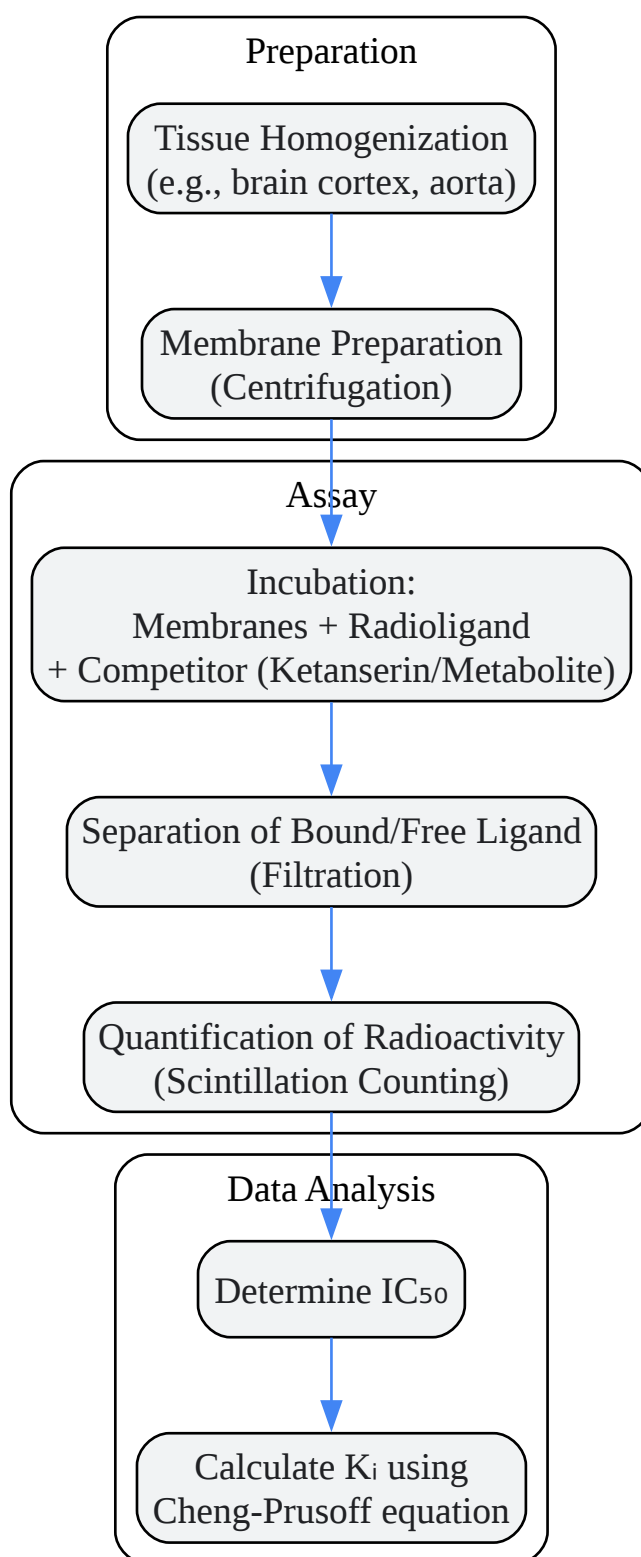 Preparation
Tissue Homogenization
(e.g., brain cortex, aorta)
Membrane Preparation
(Centrifugation)
Assay
Incubation:
Membranes + Radioligand
+ Competitor (Ketanserin/Metabolite)
Separation of Bound/Free Ligand
(Filtration)
Quantification of Radioactivity
(Scintillation Counting)
Data Analysis
Determine IC₅₀
Calculate Kᵢ using
Cheng-Prusoff equation